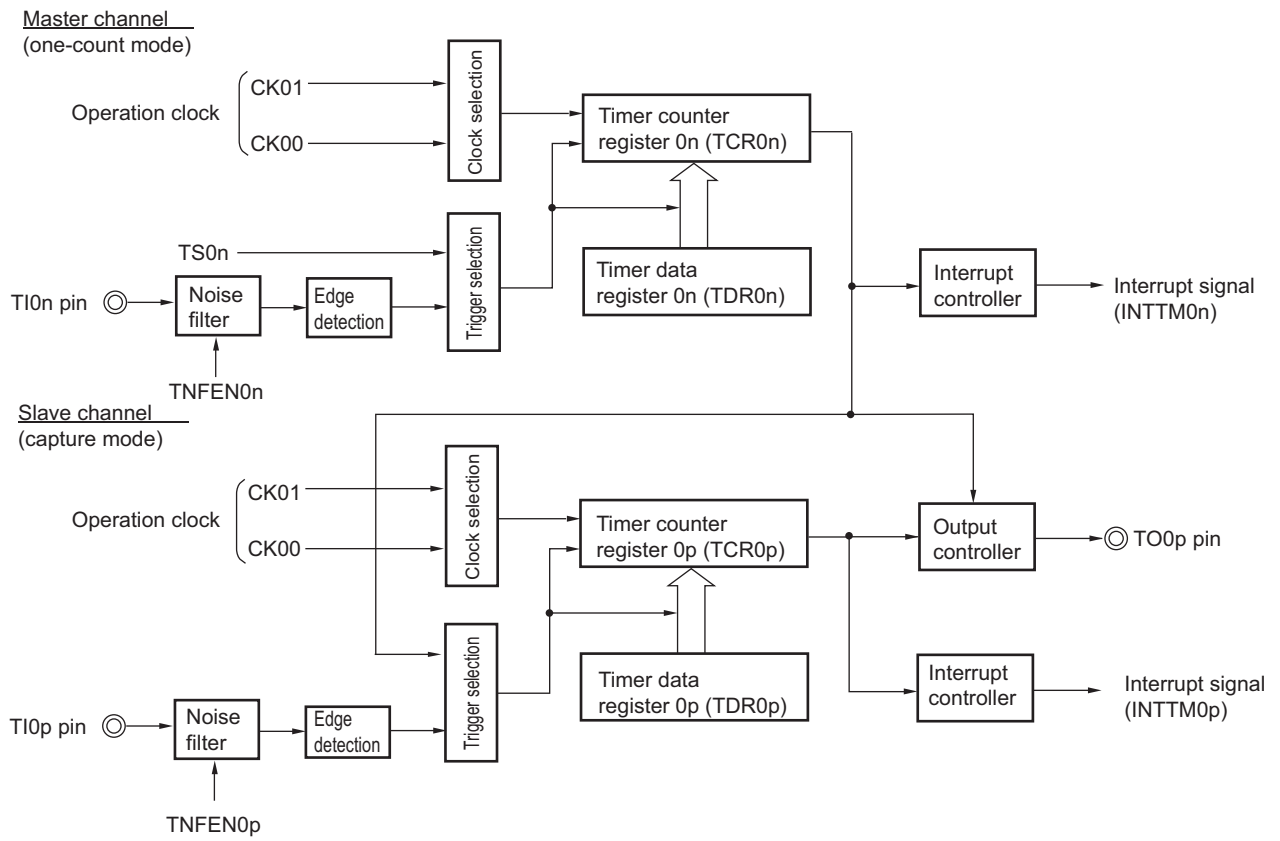 Master channel
(one-count mode)
Operation clock
CK01
CK00
Clock selection
Timer counter
register 0n (TCR0n)
TS0n
TI0n pin
Noise
filter
Edge
detection
Trigger selection
Timer data
register 0n (TDR0n)
Interrupt
controller
Interrupt signal
(INTTM0n)
TNFEN0n
Slave channel
(capture mode)
Operation clock
CK01
CK00
Clock selection
Timer counter
register 0p (TCR0p)
Output
controller
TO0p pin
TI0p pin
Noise
filter
Edge
detection
Trigger selection
Timer data
register 0p (TDR0p)
Interrupt
controller
Interrupt signal
(INTTM0p)
TNFEN0p